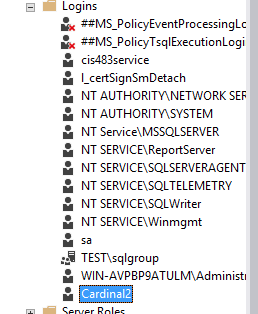 Logins
##MS_PolicyEventProcessingLo
##MS_PolicyTsqlExecutionLogi
cis483service
l_certSignSmDetach
NT AUTHORITY\NETWORK SER
NT AUTHORITY\SYSTEM
NT Service\MSSQLSERVER
NT SERVICE\ReportServer
NT SERVICE\SQLSERVERAGENT
NT SERVICE\SQLTELEMETRY
NT SERVICE\SQLWriter
NT SERVICE\Winmgmt
sa
TEST\sqlgroup
WIN-AVPBP9ATULM\Administr
Cardinal2
Server Roles